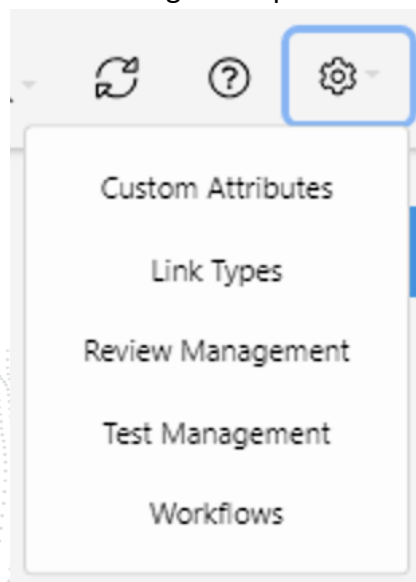 Custom Attributes
Link Types
Review Management
Test Management
Workflows